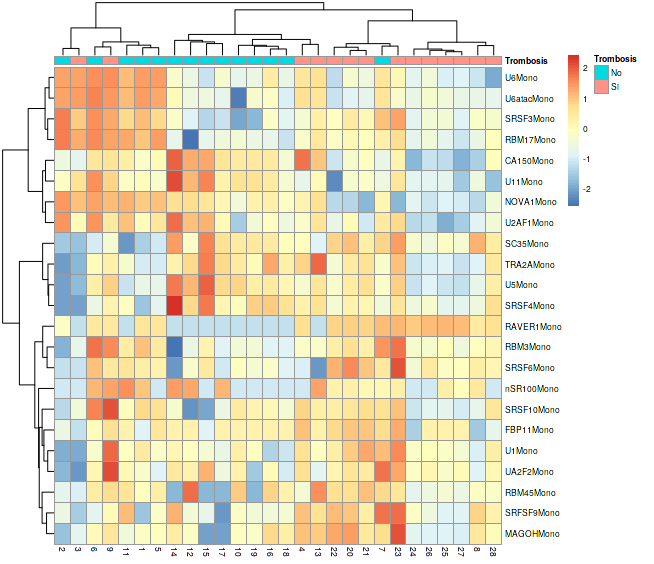 Trombosis
U6Mono
U6atacMono
SRSF3Mono
RBM17Mono
CA150Mono
U11Mono
NOVA1Mono
U2AF1Mono
SC35Mono
TRA2AMono
U5Mono
SRSF4Mono
RAVER1Mono
RBM3Mono
SRSF6Mono
nSR100Mono
SRSF10Mono
FBP11Mono
U1Mono
UA2F2Mono
RBM45Mono
SRFSF9Mono
MAGOHMono
2 3 6 9 11 1 5 14 12 15 17 10 19 16 18 4 13 22 20 21 7 23 24 26 25 27 8 28
2
1
0
-1
-2
Trombosis
No
SI